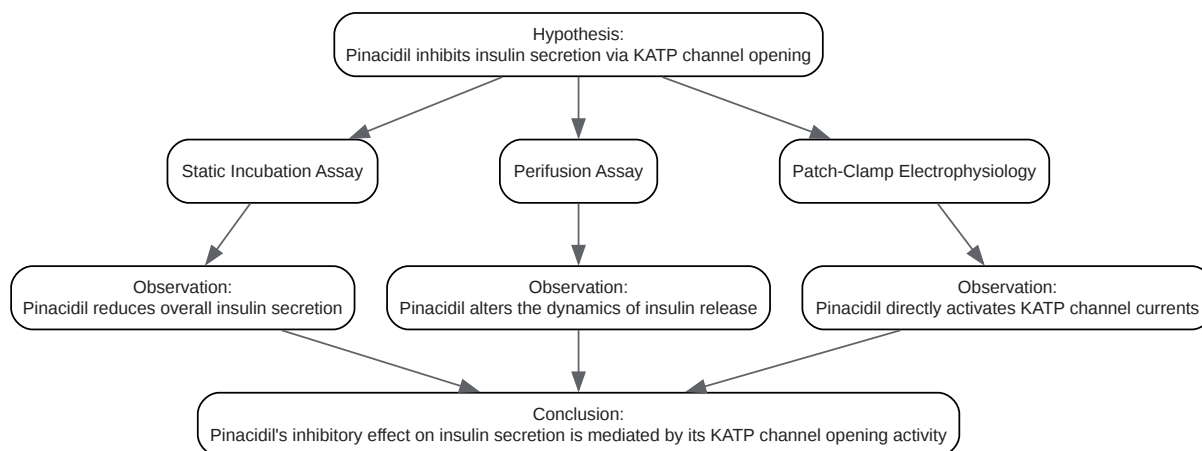 Hypothesis:
Pinacidil inhibits insulin secretion via KATP channel opening
Static Incubation Assay
Perifusion Assay
Patch-Clamp Electrophysiology
Observation:
Pinacidil reduces overall insulin secretion
Observation:
Pinacidil alters the dynamics of insulin release
Observation:
Pinacidil directly activates KATP channel currents
Conclusion:
Pinacidil's inhibitory effect on insulin secretion is mediated by its KATP channel opening activity